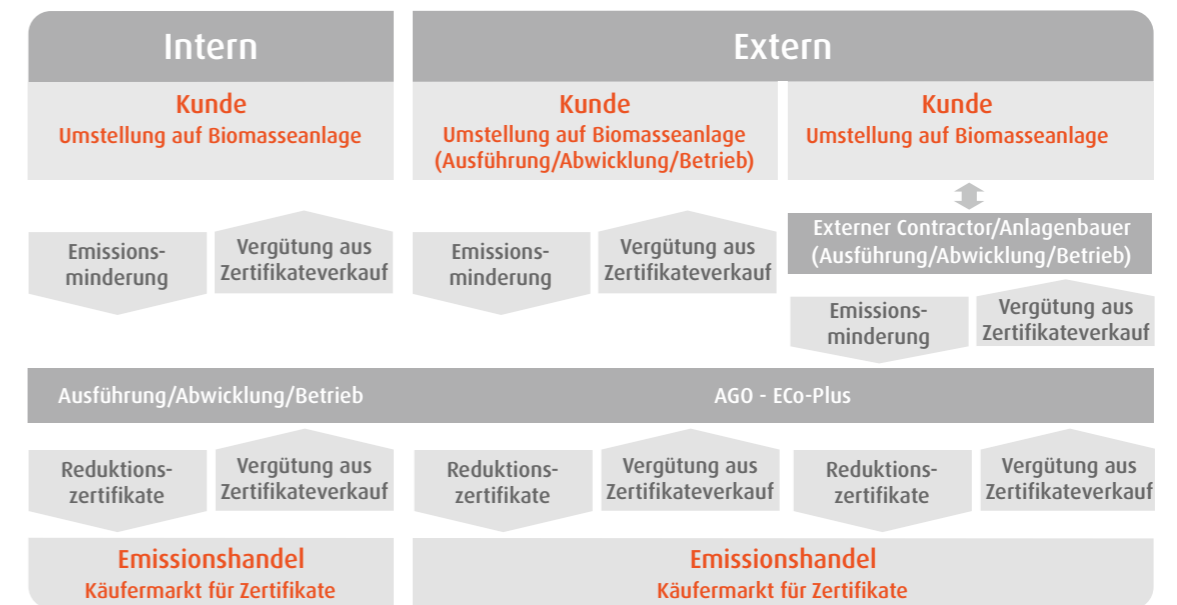 Intern
Extern
Kunde
Umstellung auf Biomasseanlage
Kunde
Umstellung auf Biomasseanlage
(Ausführung/Abwicklung/Betrieb)
Kunde
Umstellung auf Biomasseanlage
Emissions-
minderung
Vergütung aus
Zertifikateverkauf
Emissions-
minderung
Vergütung aus
Zertifikateverkauf
Externer Contractor/Anlagenbauer
(Ausführung/Abwicklung/Betrieb)
Emissions-
minderung
Vergütung aus
Zertifikateverkauf
Ausführung/Abwicklung/Betrieb
AGO - ECo-Plus
Reduktions-
zertifikate
Vergütung aus
Zertifikateverkauf
Reduktions-
zertifikate
Vergütung aus
Zertifikateverkauf
Reduktions-
zertifikate
Vergütung aus
Zertifikateverkauf
Emissionshandel
Käufermarkt für Zertifikate
Emissionshandel
Käufermarkt für Zertifikate